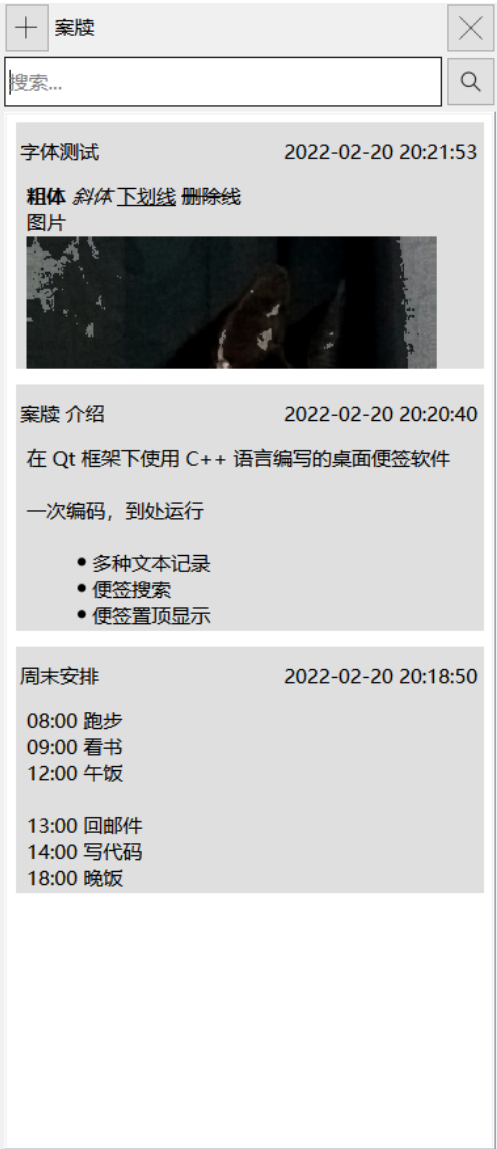 案牍
搜索...
字体测试 2022-02-20 20:21:53
粗体 斜体 下划线 删除线
图片
案牍 介绍 2022-02-20 20:20:40
在 Qt 框架下使用 C++ 语言编写的桌面便签软件
一次编码，到处运行
• 多种文本记录
• 便签搜索
• 便签置顶显示
周末安排 2022-02-20 20:18:50
08:00 跑步
09:00 看书
12:00 午饭
13:00 回邮件
14:00 写代码
18:00 晚饭